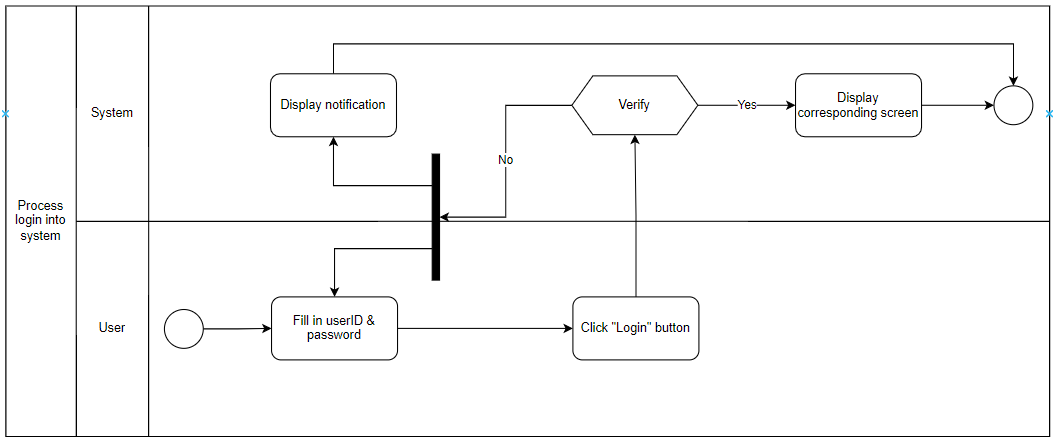 Process
login into
system
System
Display notification
Verify
Yes
Display
corresponding screen
No
User
Fill in userID &
password
Click "Login" button